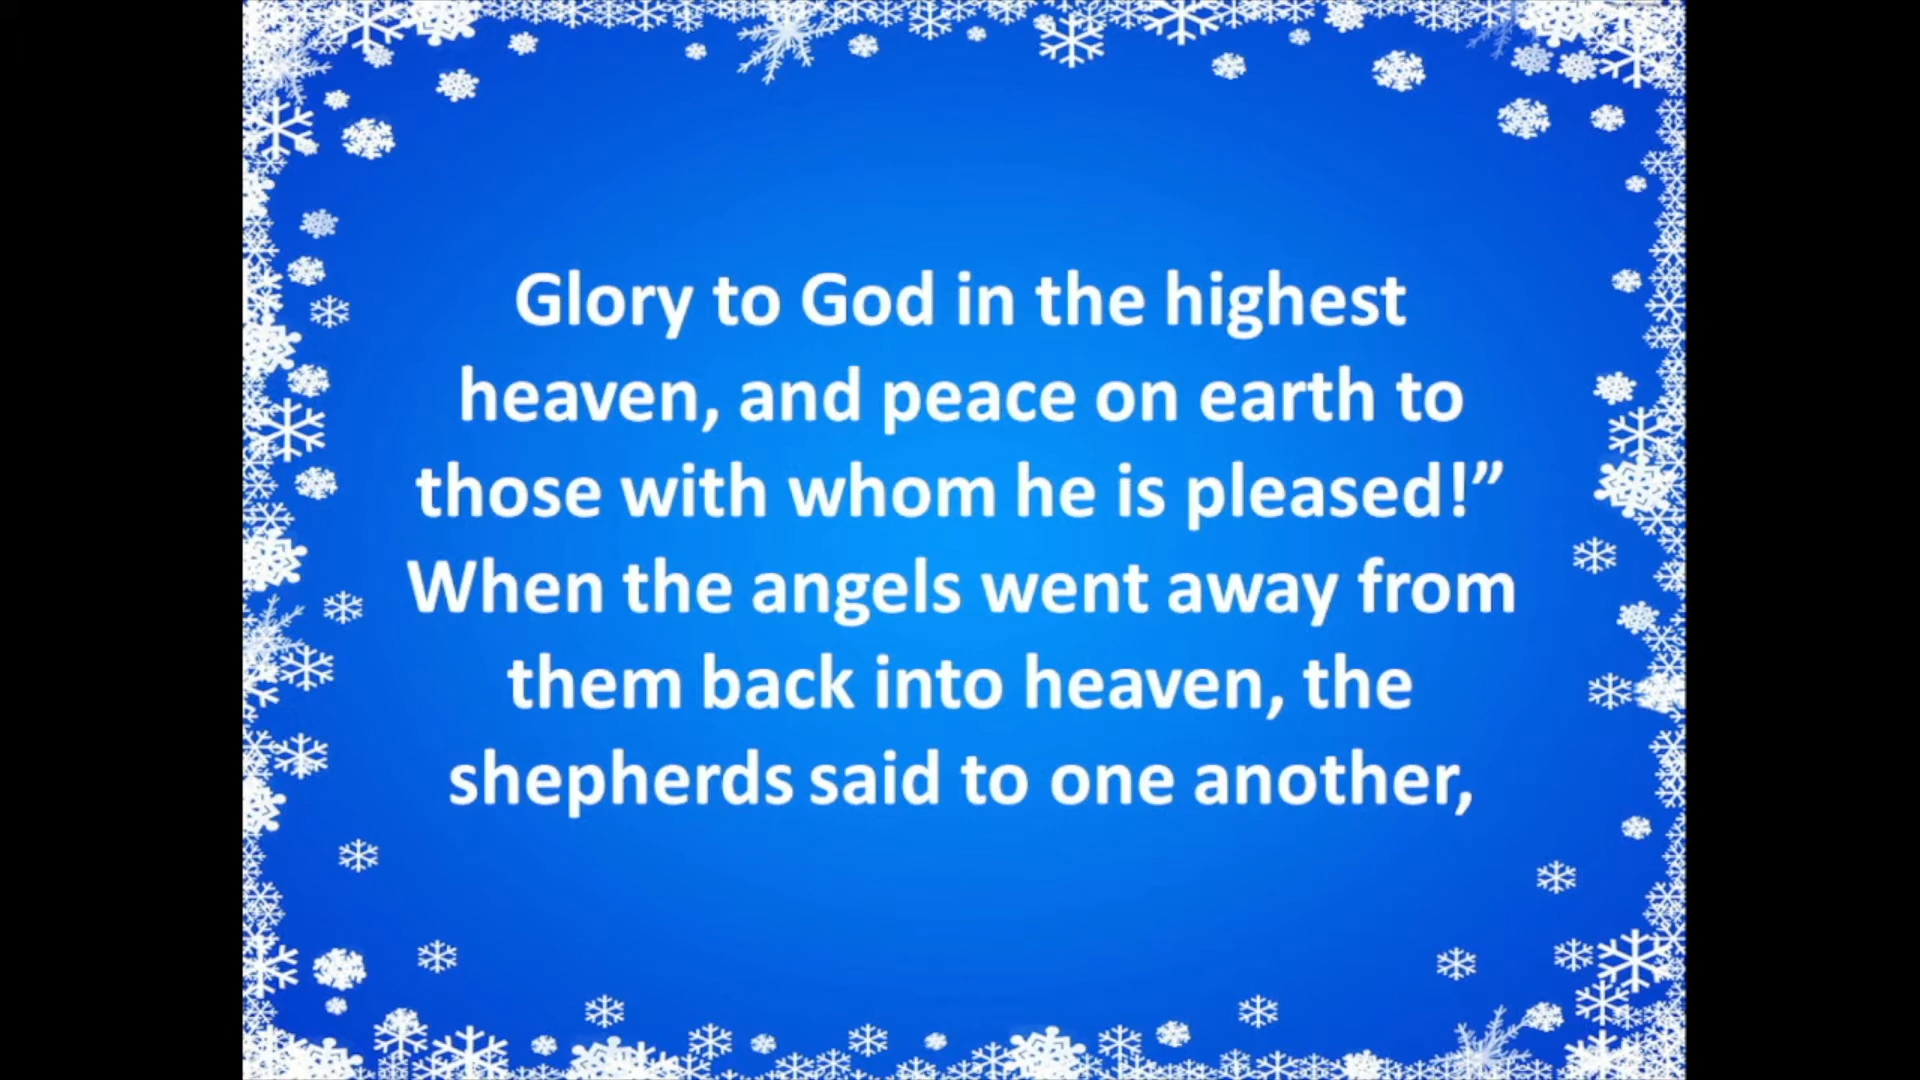 Glory to God in the highest
heaven, and peace on earth to
those with whom he is pleased!”
When the angels went away from
them back into heaven, the
shepherds said to one another,